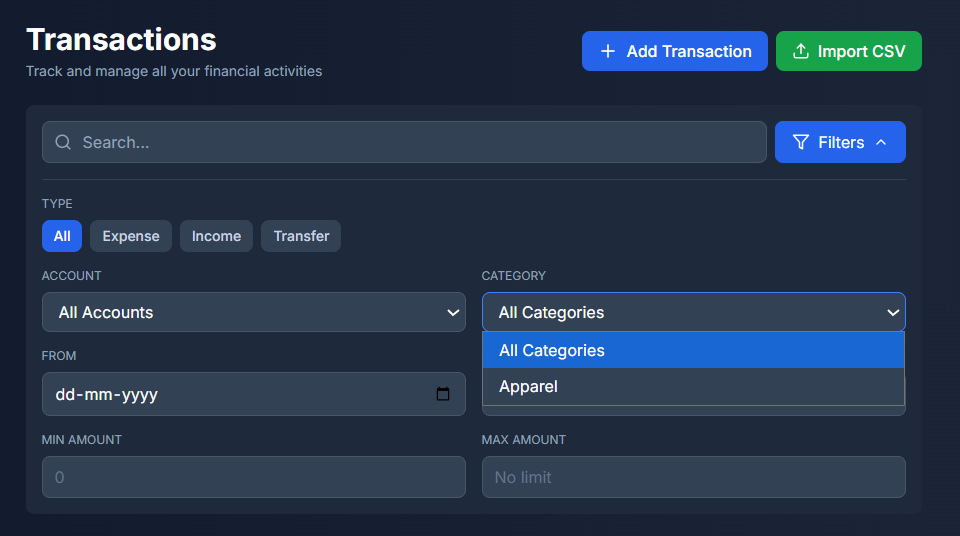 Transactions
Track and manage all your financial activities
Add Transaction
Import CSV
Search...
Filters
TYPE
All
Expense
Income
Transfer
ACCOUNT
CATEGORY
All Accounts
All Categories
All Categories
Apparel
FROM
dd-mm-yyyy
MIN AMOUNT
MAX AMOUNT
0
No limit